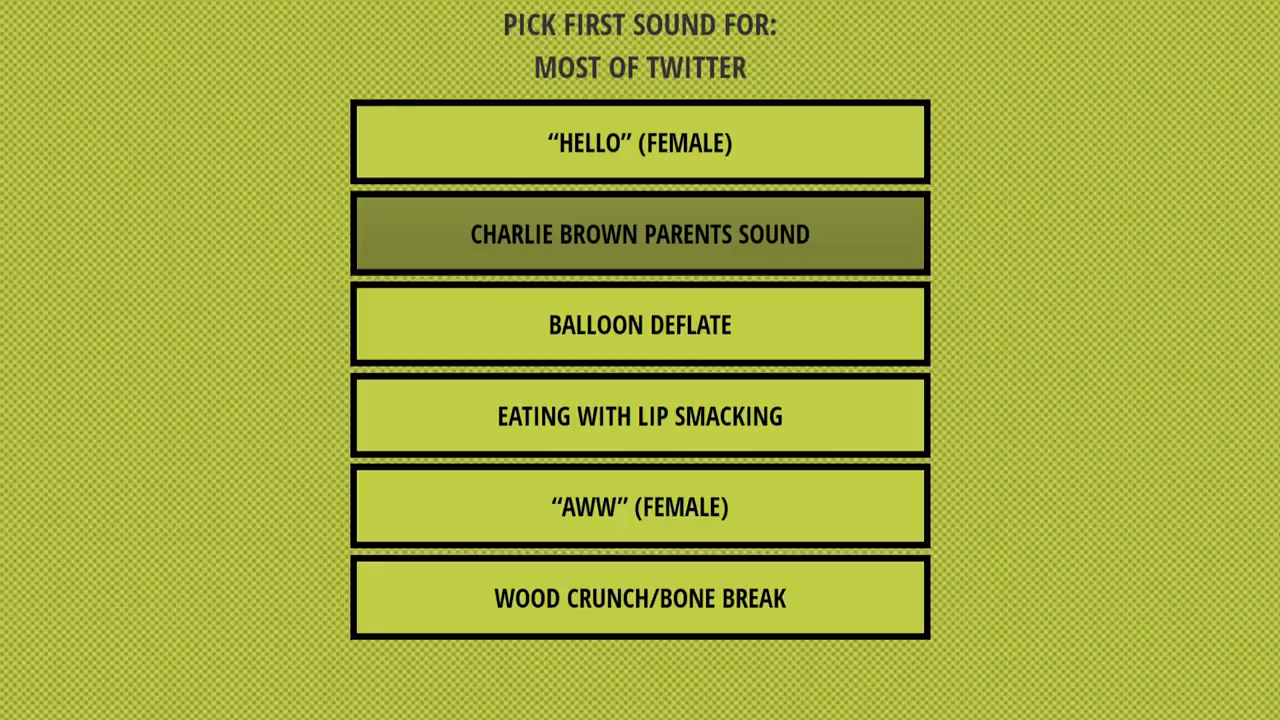 PICK FIRST SOUND FOR:
MOST OF TWITTER
“HELLO” (FEMALE)
CHARLIE BROWN PARENTS SOUND
BALLOON DEFLATE
EATING WITH LIP SMACKING
“AWW” (FEMALE)
WOOD CRUNCH/BONE BREAK